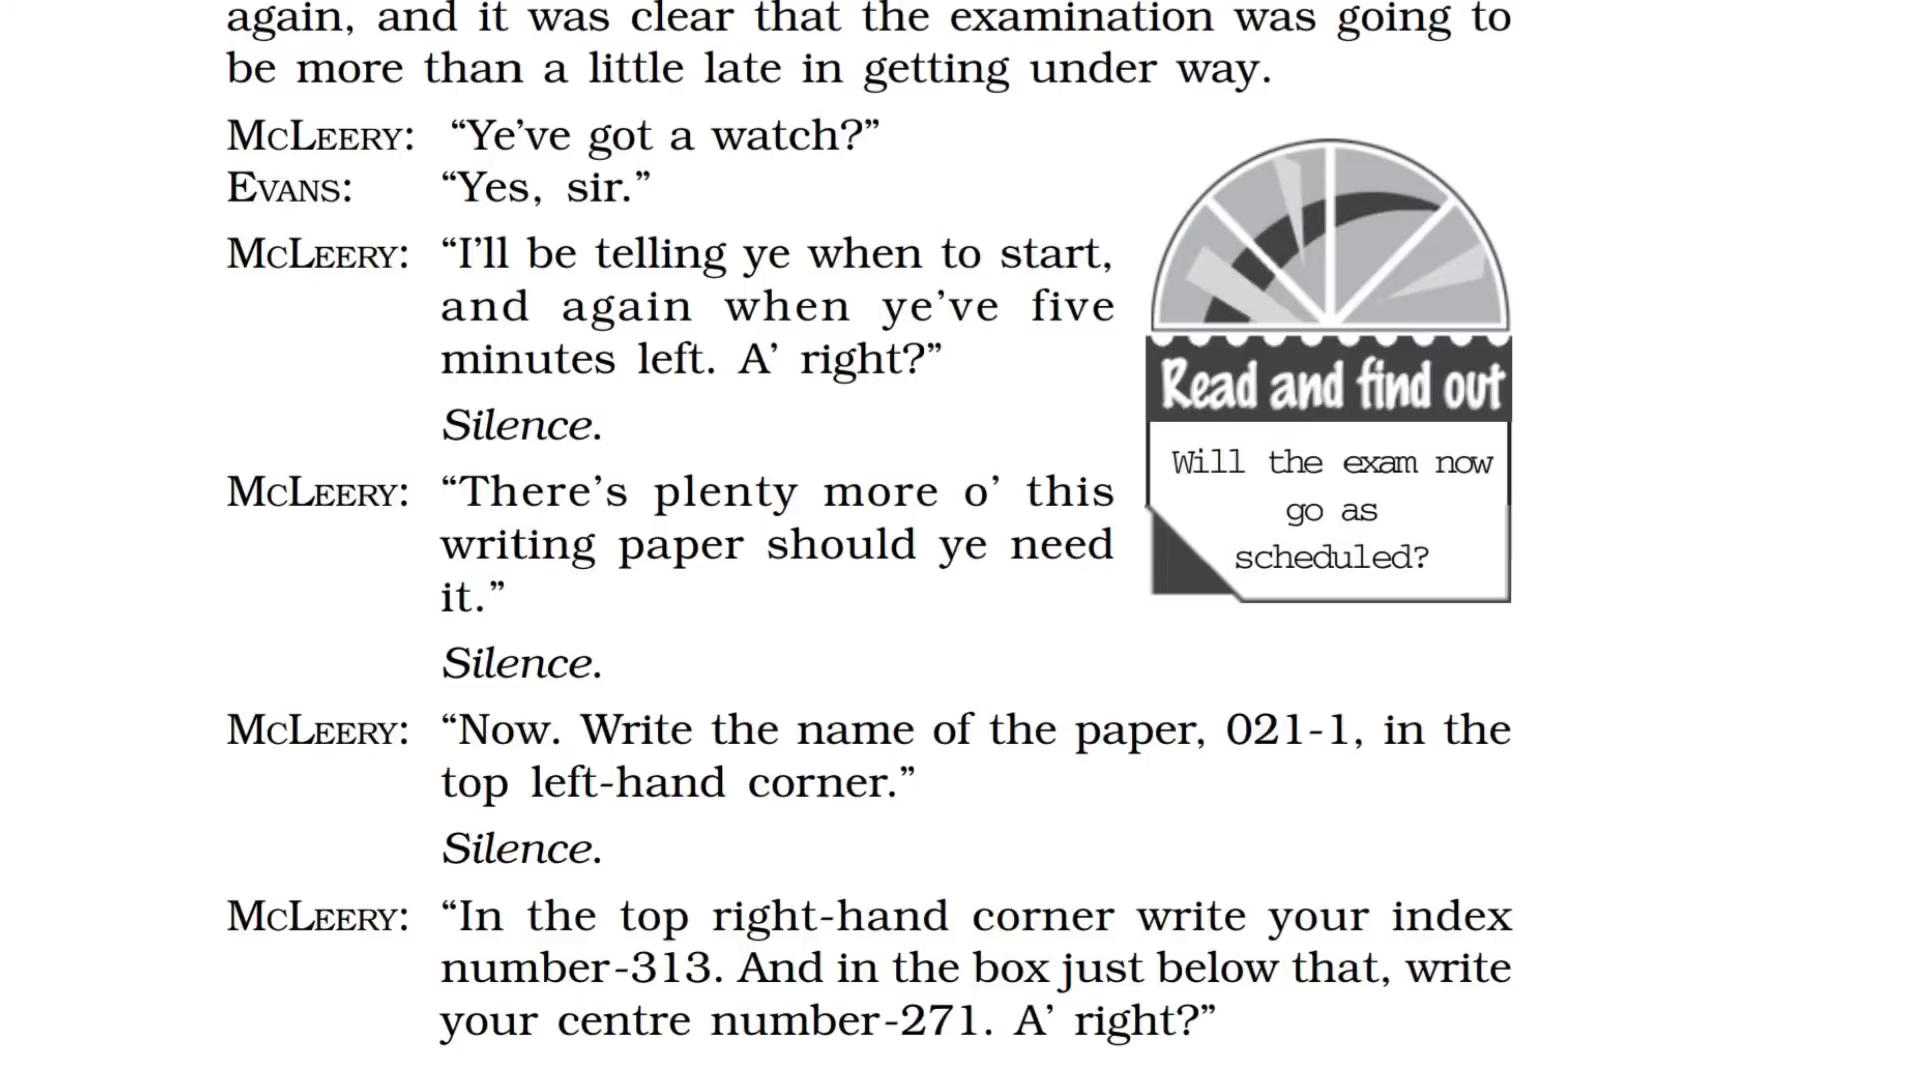 again, and it was clear that the examination was going to
be more than a little late in getting under way.
McLeery: “Ye’ve got a watch?”
Evans: “Yes, sir.”
McLeery: “I’ll be telling ye when to start,
and again when ye’ve five
minutes left. A’ right?”
Silence.
McLeery: “There’s plenty more o’ this
writing paper should ye need
it.”
Silence.
McLeery: “Now. Write the name of the paper, 021-1, in the
top left-hand corner.”
Silence.
McLeery: “In the top right-hand corner write your index
number-313. And in the box just below that, write
your centre number-271. A’ right?”
Read and find out
Will the exam now
go as
scheduled?